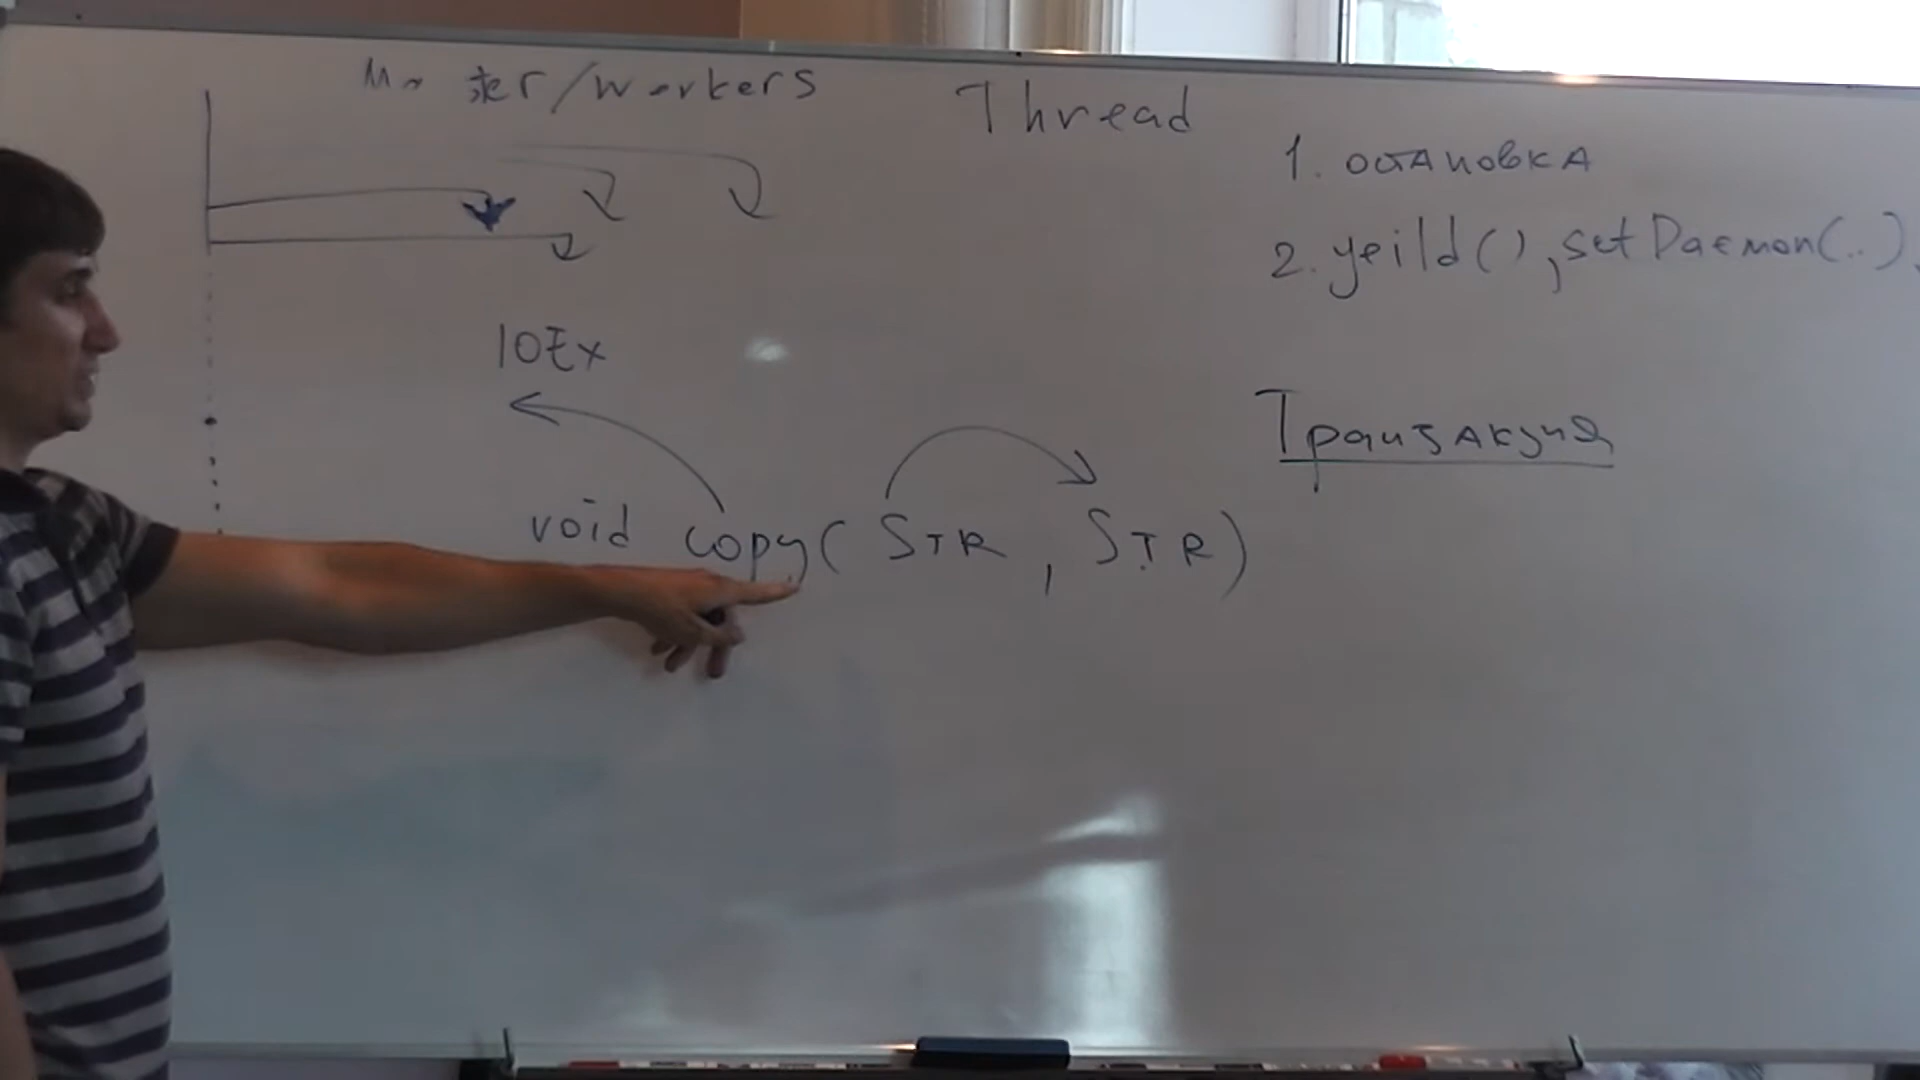 Master/workers
Thread
1. остановка
2. yeild(), setDaemon(..)
IOEx
Транзакция
void copy( STR, STR)